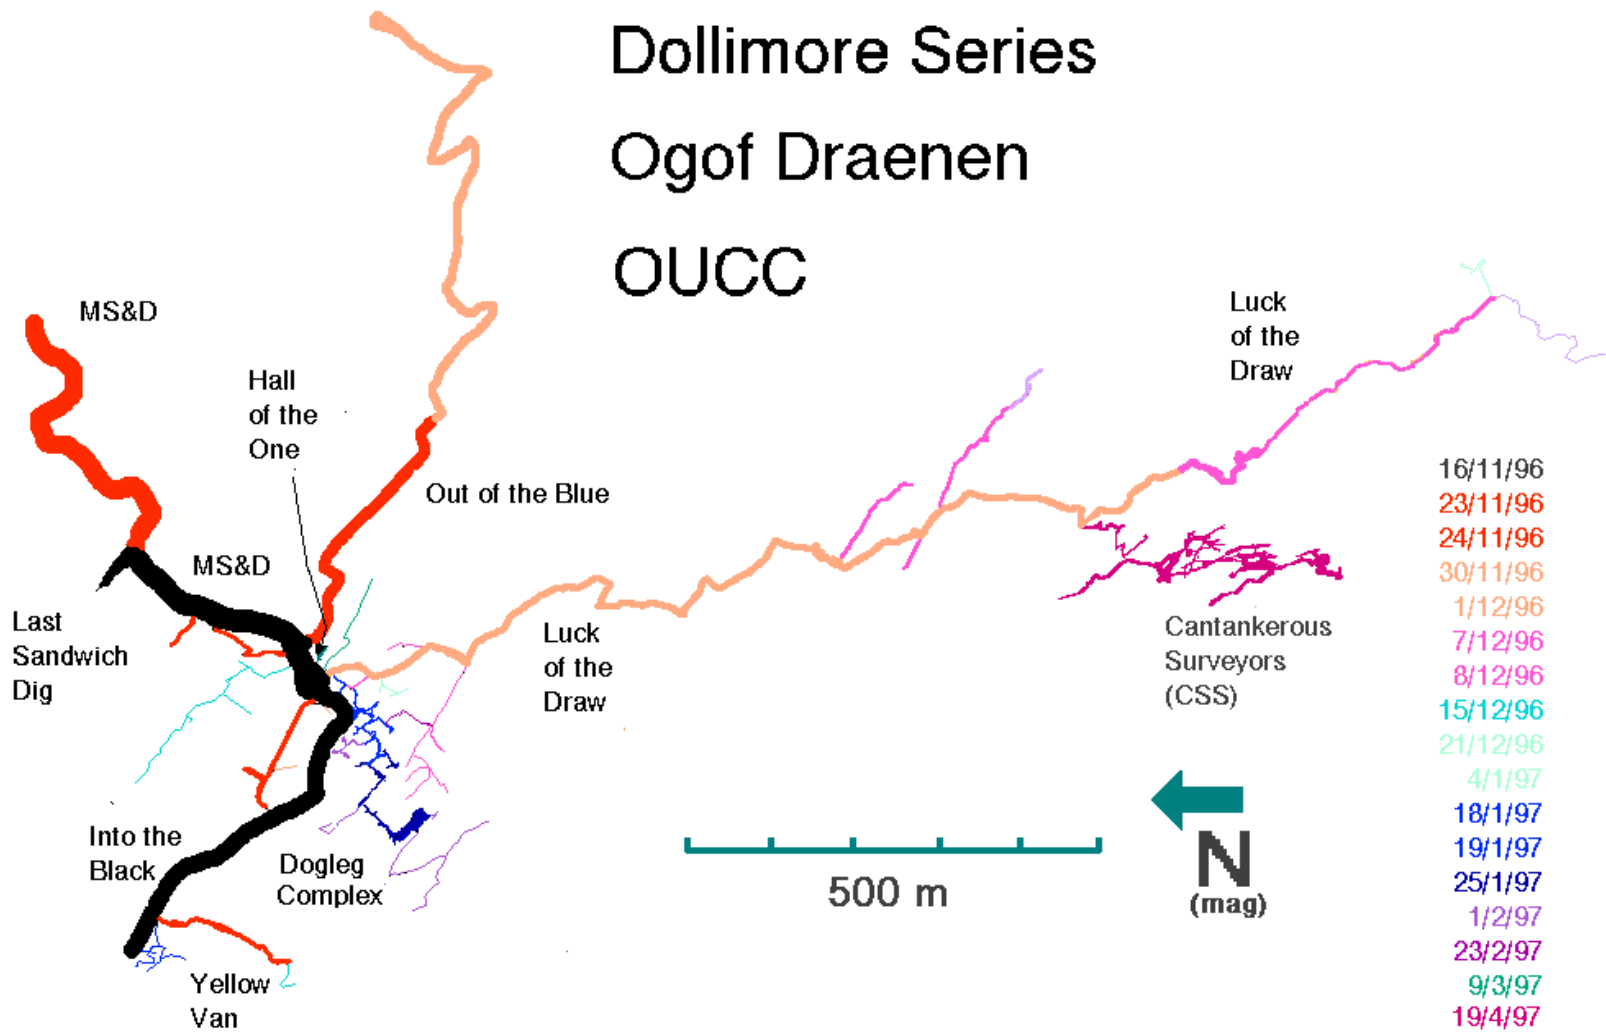 Dollimore Series
Ogof Draenen
OUCC
MS&D
Hall
of the
One
Out of the Blue
MS&D
Last
Sandwich
Dig
Luck
of the
Draw
Luck
of the
Draw
Cantankerous
Surveyors
(CSS)
Into the
Black
Dogleg
Complex
Yellow
Van
500 m
N
(mag)
16/11/96
23/11/96
24/11/96
30/11/96
1/12/96
7/12/96
8/12/96
15/12/96
21/12/96
4/1/97
18/1/97
19/1/97
25/1/97
1/2/97
23/2/97
9/3/97
19/4/97